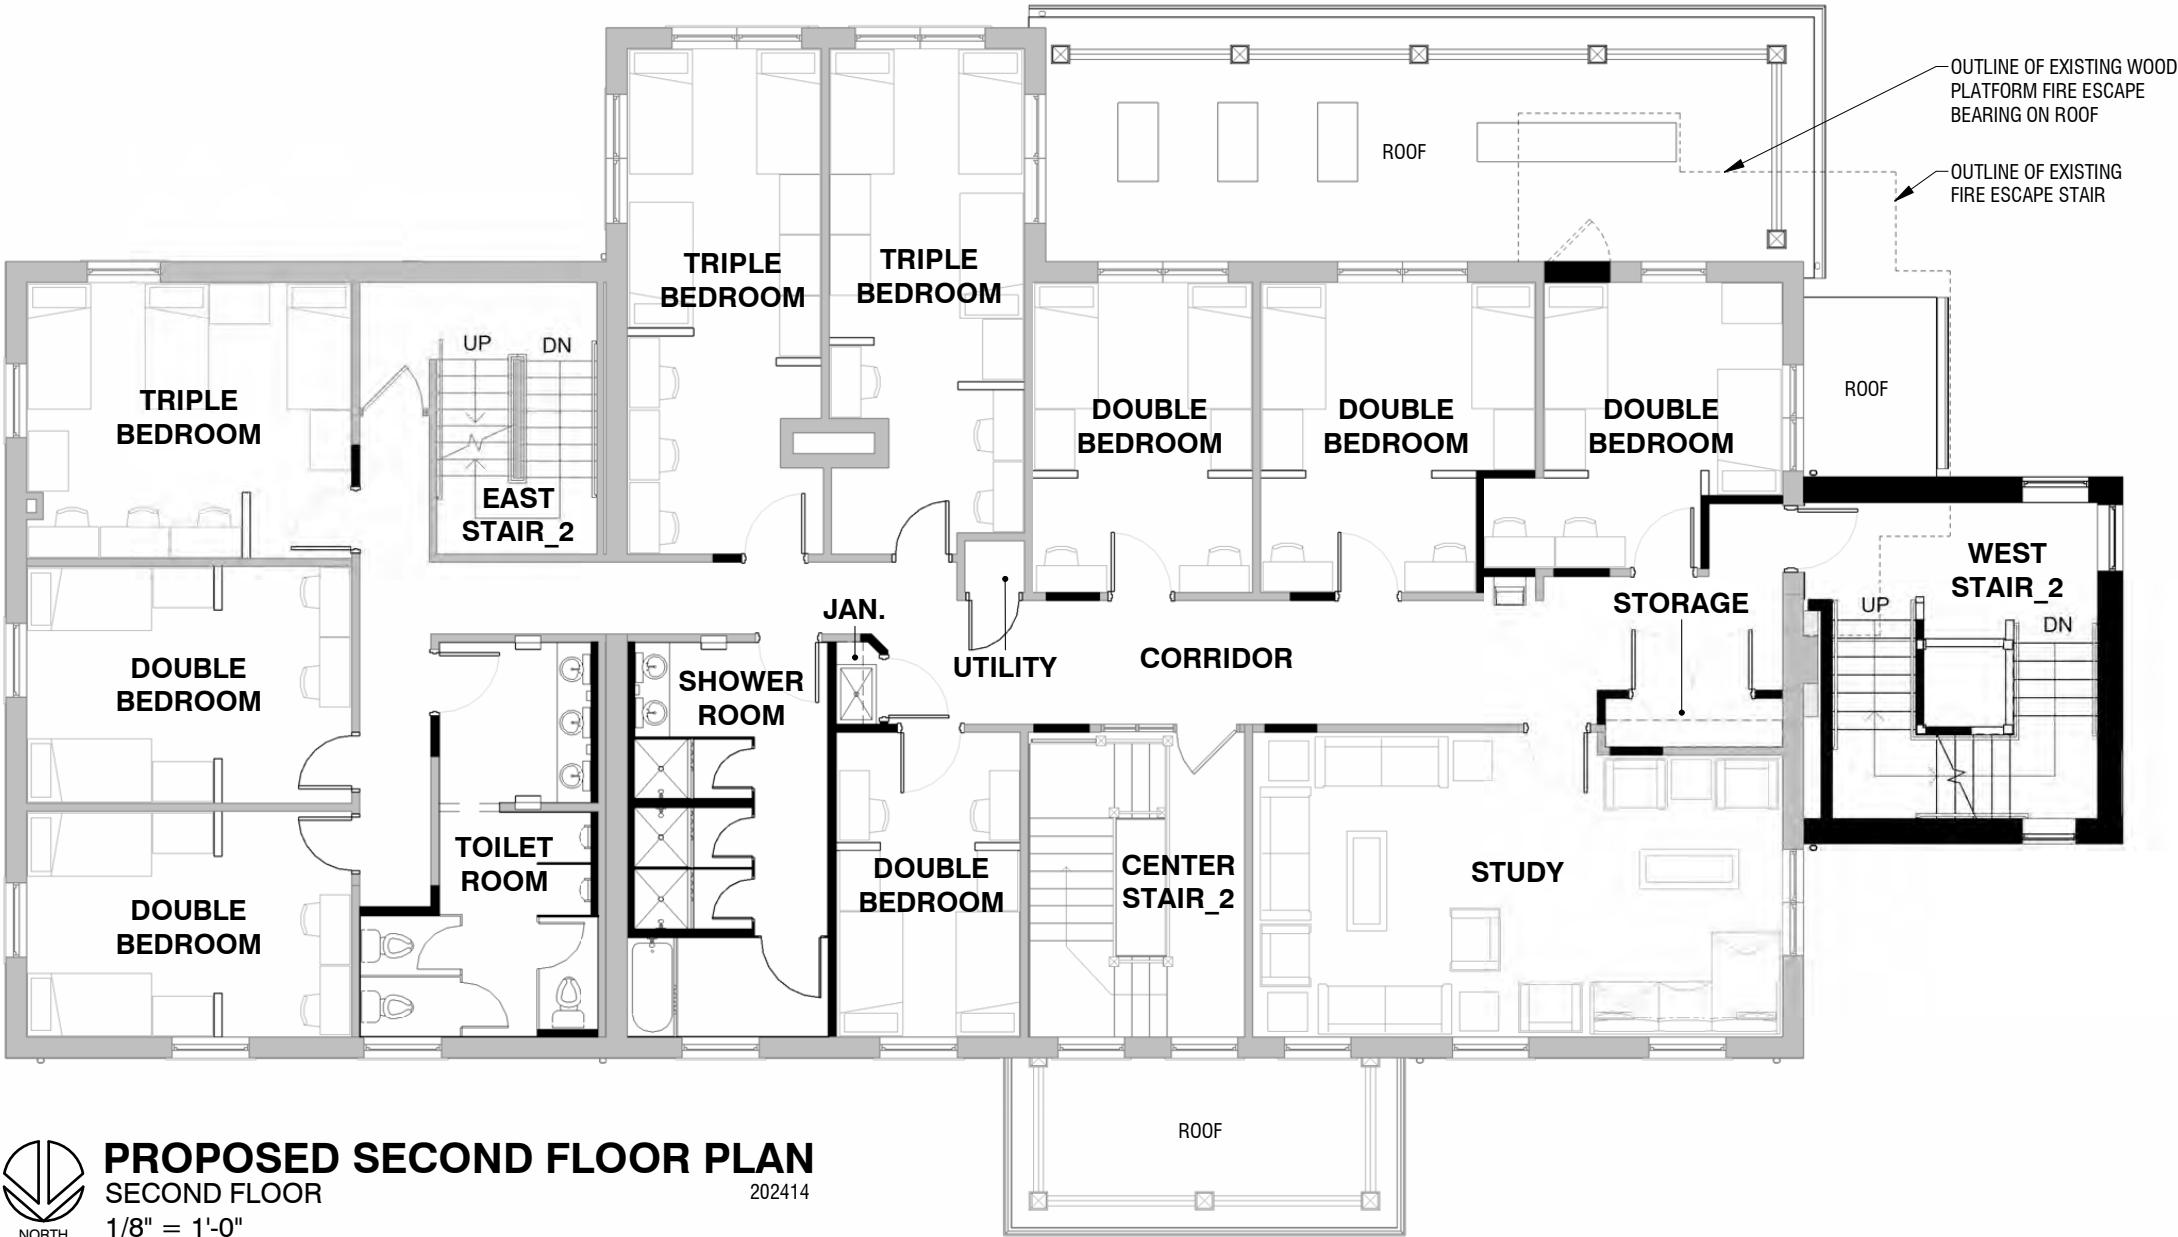 OUTLINE OF EXISTING WOOD
PLATFORM FIRE ESCAPE
BEARING ON ROOF
ROOF
OUTLINE OF EXISTING
FIRE ESCAPE STAIR
TRIPLE
BEDROOM
TRIPLE
BEDROOM
UP
DN
TRIPLE
BEDROOM
DOUBLE
BEDROOM
DOUBLE
BEDROOM
DOUBLE
BEDROOM
ROOF
EAST
STAIR_2
WEST
STAIR_2
UP
DN
JAN.
STORAGE
UTILITY
CORRIDOR
DOUBLE
BEDROOM
SHOWER
ROOM
TOILET
ROOM
DOUBLE
BEDROOM
CENTER
STAIR_2
STUDY
DOUBLE
BEDROOM
ROOF
NORTH
PROPOSED SECOND FLOOR PLAN
SECOND FLOOR
202414
1/8" = 1'-0"